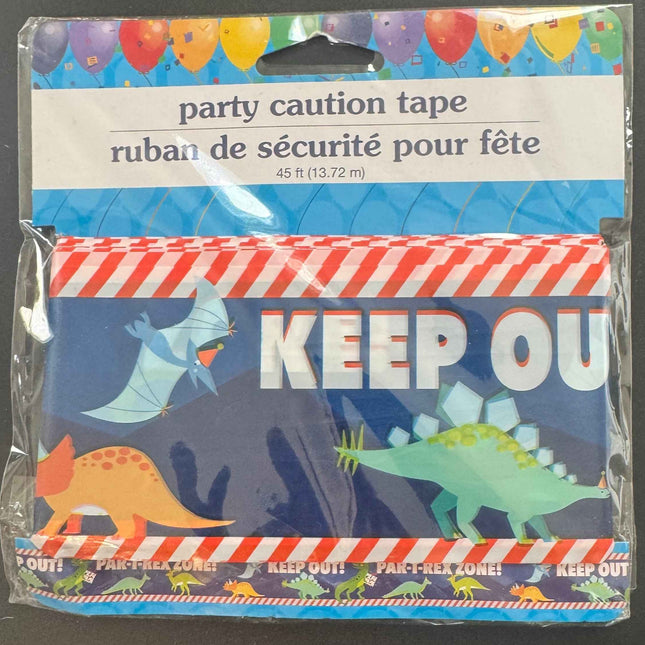 party caution tape
ruban de sécurité pour fête
45 ft (13.72 m)
KEEP OU
P OUT! PAR-T-REX ZONE! KEEP OUT! PAR-T-REX ZONE! KEEP OUT